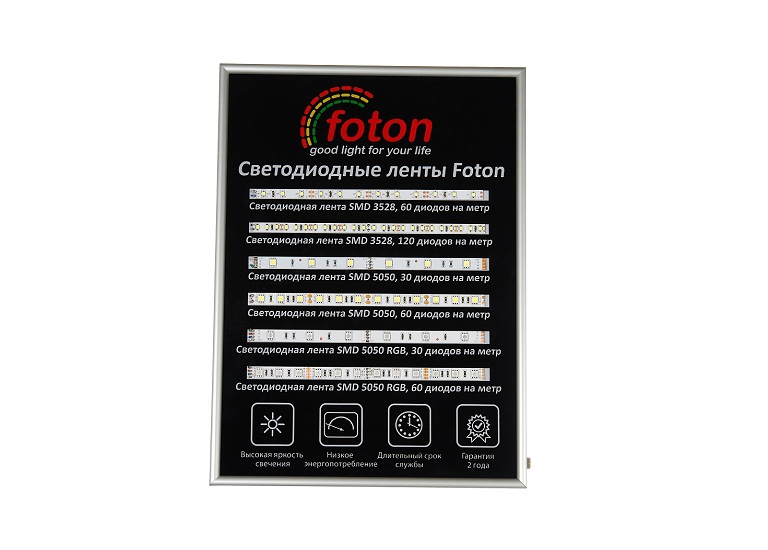 foton
good light for your life
Светодиодные ленты Foton
Светодиодная лента SMD 3528, 60 диодов на метр
Светодиодная лента SMD 3528, 120 диодов на метр
Светодиодная лента SMD 5050, 30 диодов на метр
Светодиодная лента SMD 5050, 60 диодов на метр
Светодиодная лента SMD 5050 RGB, 30 диодов на метр
Светодиодная лента SMD 5050 RGB, 60 диодов на метр
Высокая яркость
свечения
Низкое
энергопотребление
Длительный срок
службы
Гарантия
2 года